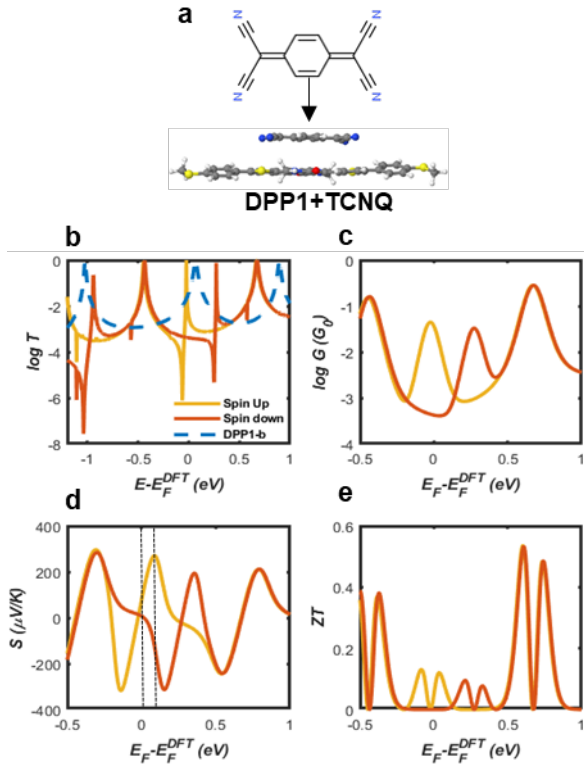 a
N N
N N
DPP1+TCNQ
b
0
-2
-4
-6
-8
log T
-1 -0.5 0 0.5 1
E-E_F^DFT (eV)
Spin Up
Spin down
DPP1-b
c
0
-1
-2
-3
-4
log G (G_0)
-0.5 0 0.5 1
E_F-E_F^DFT (eV)
d
400
200
0
-200
-400
S (μV/K)
-0.5 0 0.5 1
E_F-E_F^DFT (eV)
e
0.6
0.4
0.2
0
ZT
-0.5 0 0.5 1
E_F-E_F^DFT (eV)